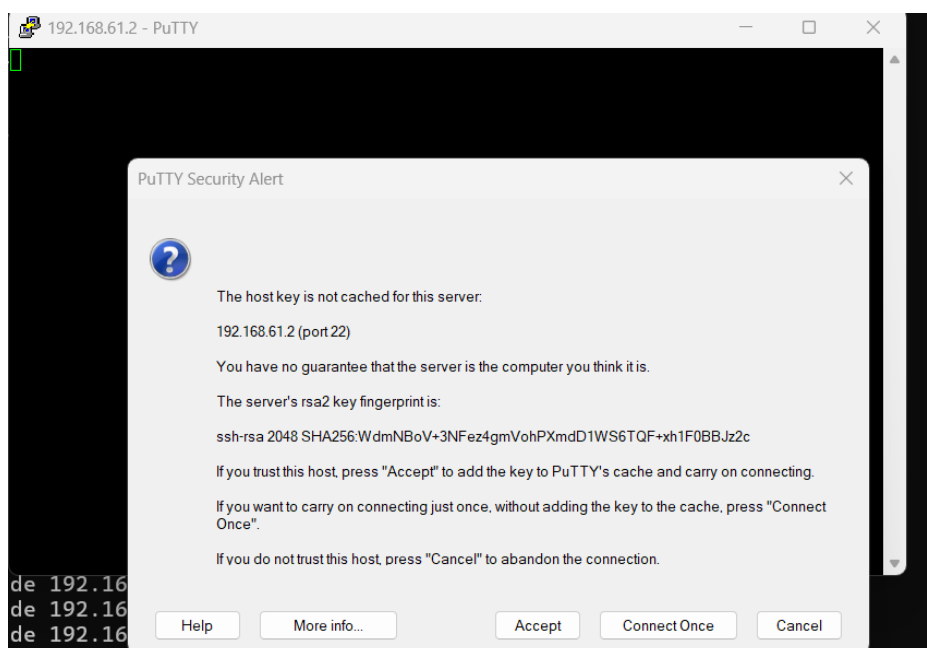 192.168.61.2 - PuTTY
PuTTY Security Alert
The host key is not cached for this server:
192.168.61.2 (port 22)
You have no guarantee that the server is the computer you think it is.
The server's rsa2 key fingerprint is:
ssh-rsa 2048 SHA256:WdmNBoV+3NFez4gmVohPXmdD1WS6TQF+xh1F0BBJz2c
If you trust this host, press "Accept" to add the key to PuTTY's cache and carry on connecting.
If you want to carry on connecting just once, without adding the key to the cache, press "Connect
Once".
If you do not trust this host, press "Cancel" to abandon the connection.
de 192.16
de 192.16
de 192.16
Help More info... Accept Connect Once Cancel